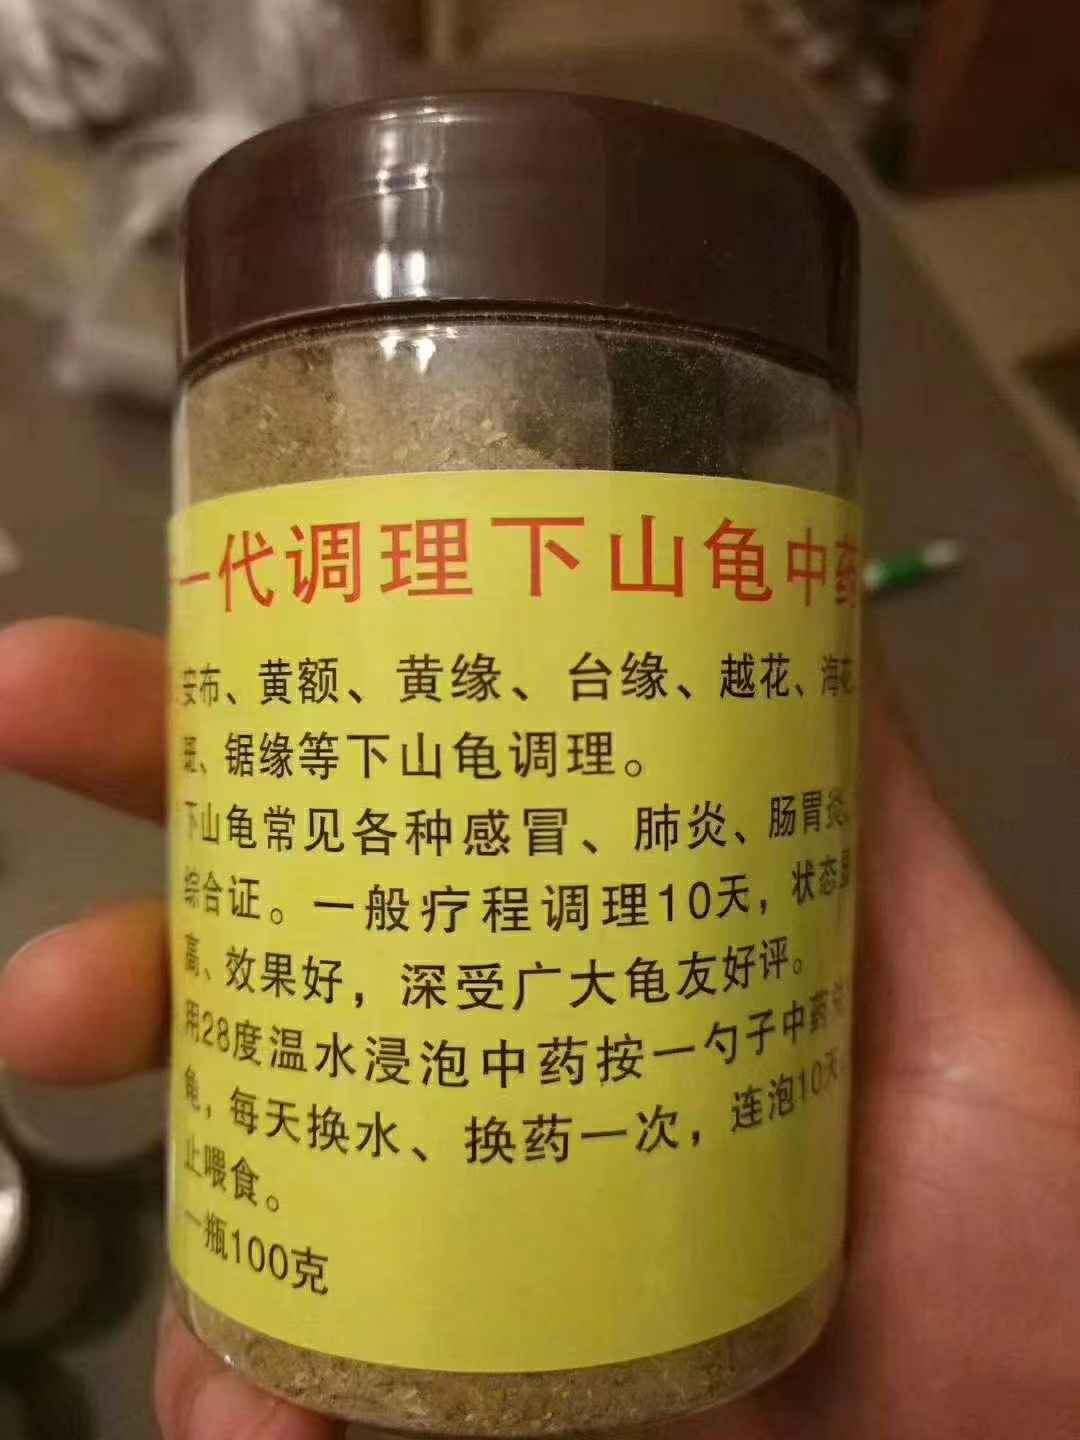 一代调理下山龟中药
安布、黄额、黄缘、台缘、越花、海花
斑、锯缘等下山龟调理。
下山龟常见各种感冒、肺炎、肠胃炎
综合证。一般疗程调理10天，状态
高、效果好，深受广大龟友好评。
用28度温水浸泡中药按一勺子中药
龟，每天换水、换药一次，连泡10天
止喂食。
一瓶100克